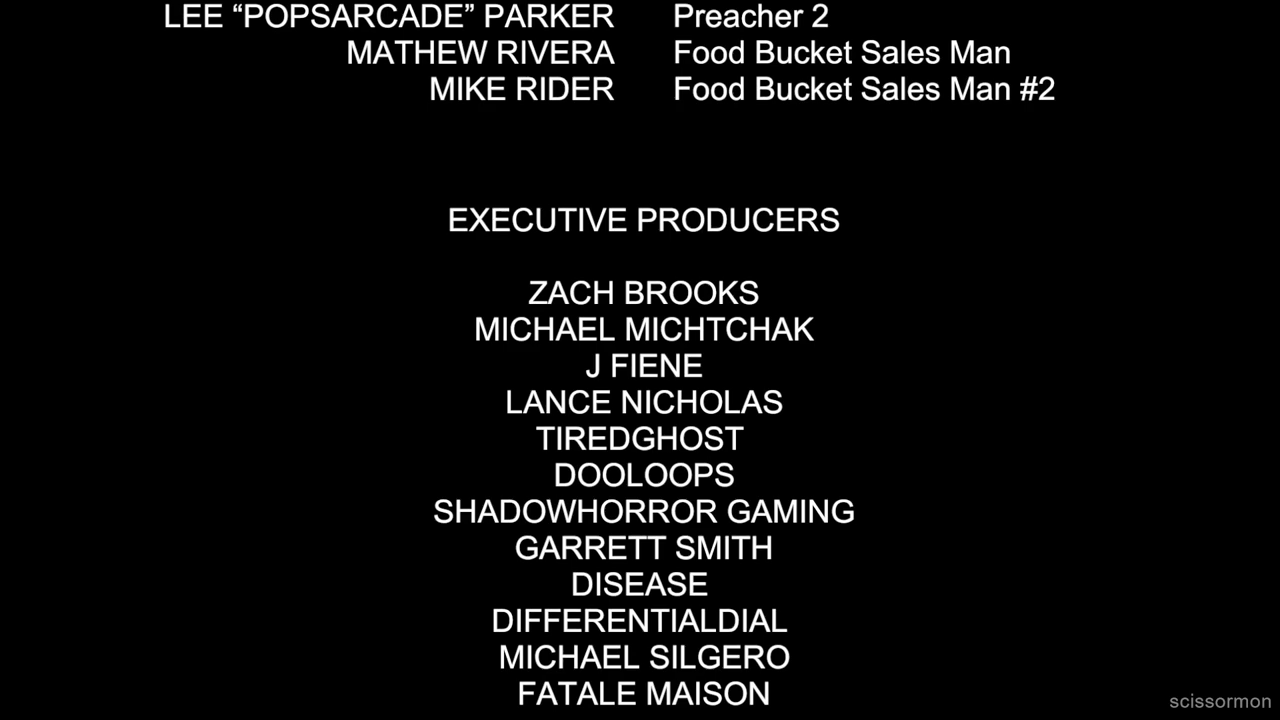 LEE “POPSARCADE” PARKER Preacher 2
MATHEW RIVERA Food Bucket Sales Man
MIKE RIDER Food Bucket Sales Man #2
EXECUTIVE PRODUCERS
ZACH BROOKS
MICHAEL MICHTCHAK
J FIENE
LANCE NICHOLAS
TIREDGHOST
DOOLOOPS
SHADOWHORROR GAMING
GARRETT SMITH
DISEASE
DIFFERENTIALDIAL
MICHAEL SILGERO
FATALE MAISON
scissormon